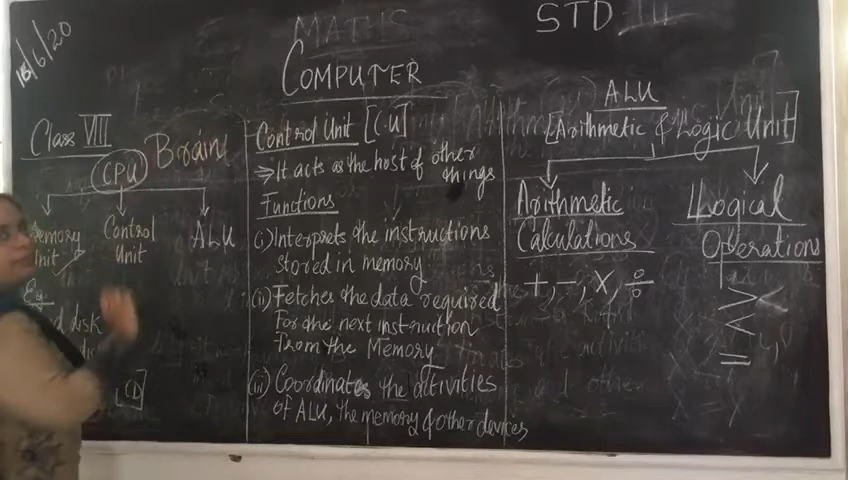 18/6/20
STD
MATHS
COMPUTER
Class VIII
CPU Brain
Memory
Unit
Control
Unit
ALU
Eg
disk
CD]
Control Unit [C.U]
⇒ It acts as the host of other
things
Functions
(i) Interprets the instructions
stored in memory
(ii) Fetches the data required
For the next instruction
From the Memory
(iii) Coordinates the activities
of ALU, the memory & other devices
ALU
[Arithmetic & Logic Unit]
Arithmetic
Calculations
+, -, ×, ÷
Logical
Operations
> <
<
=